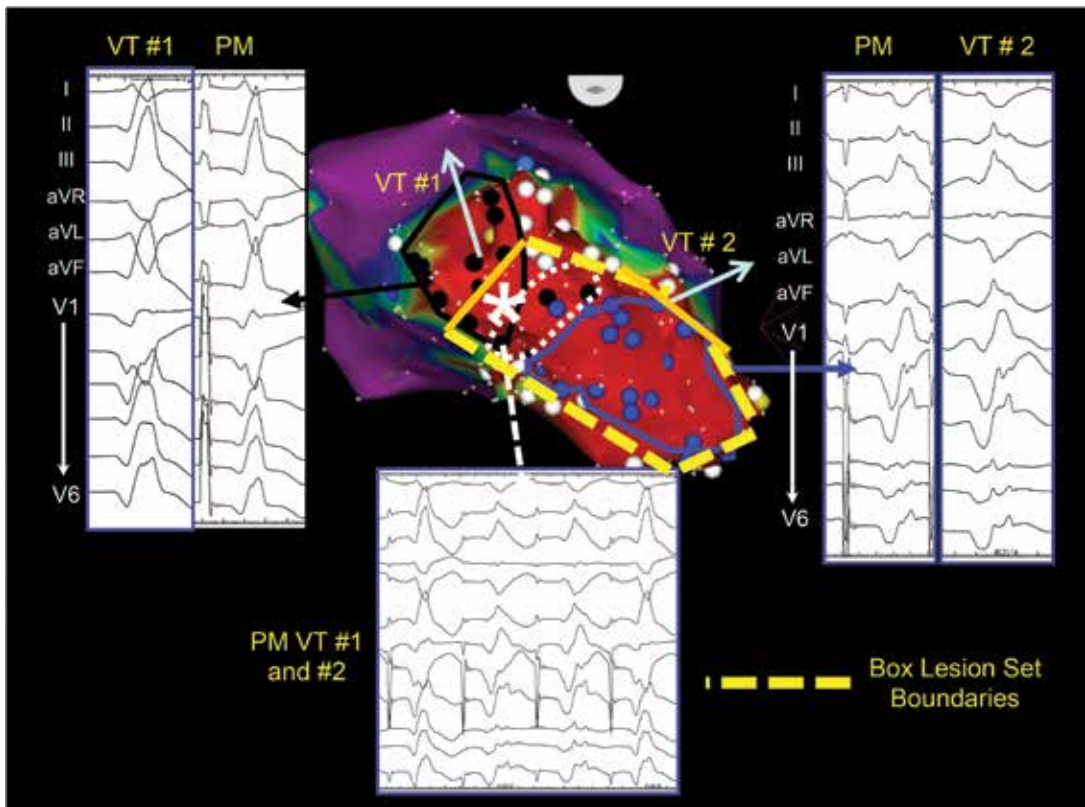 VT #1
PM
I
II
III
aVR
aVL
aVF
V1
V6
VT #1
VT # 2
PM
VT # 2
I
II
III
aVR
aVL
aVF
V1
V6
PM VT #1
and #2
Box Lesion Set
Boundaries